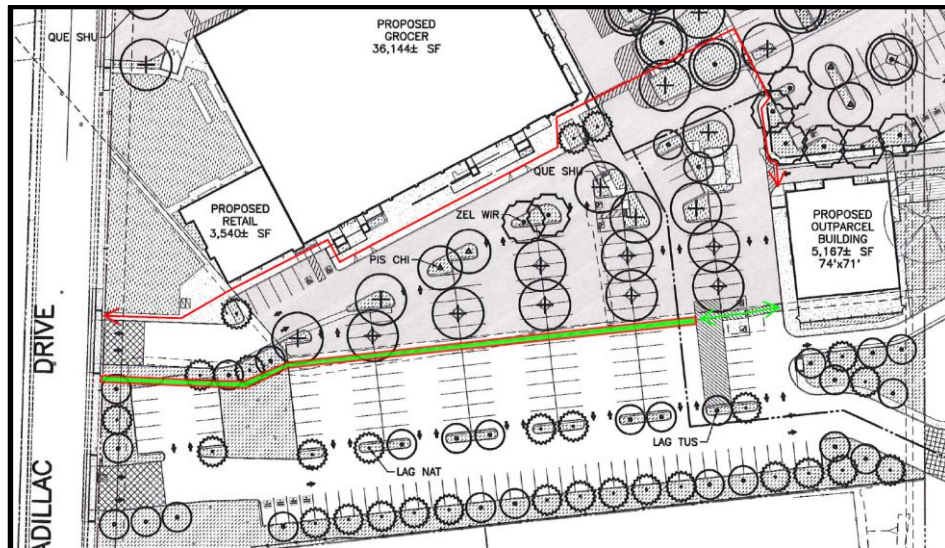 QUE SHU
PROPOSED
GROCER
36,144± SF
QUE SHU
PROPOSED
RETAIL
3,540± SF
ZEL WIR
PIS CHI
PROPOSED
OUTPARCEL
BUILDING
5,167± SF
74'x71'
LAG NAT
LAG TUS
ADILLAC DRIVE